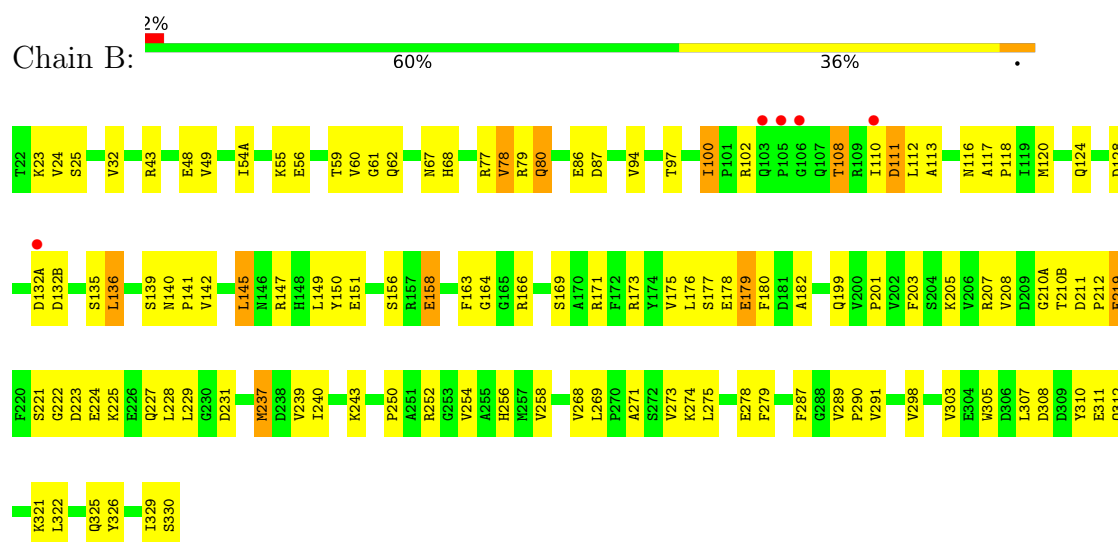 2%
Chain B:
60% 36% •
T22 K23 V24 S25 V32 R43 E48 V49 I54A K55 E56 T59 V60 G61 Q62 N67 H68 R77 V78 R79 Q80 E86 D87 V94 T97 I100 P101 R102 Q103 P105 G106 Q107 T108 R109 I110 D111 L112 A113 N116 A117 P118 I119 M120 Q124
D132A D132B S135 L136 S139 N140 P141 V142 L145 N146 R147 H148 L149 Y150 E151 S156 R157 E158 F163 G164 G165 R166 S169 A170 R171 F172 R173 Y174 V175 L176 S177 E178 E179 F180 D181 A182 Q199 V200 P201 V202 F203 S204 K205 V206 R207 V208 D209 G210A T210B D211 P212
F220 S221 G222 D223 E224 K225 E226 Q227 L228 L229 G230 D231 M237 D238 V239 I240 K243 P250 A251 R252 G253 V254 A255 H256 M257 V258 V268 L269 P270 A271 S272 V273 K274 L275 E278 F279 F287 G288 V289 P290 V291 V298 V303 E304 W305 D306 L307 D308 D309 Y310 E311
K321 L322 Q325 Y326 I329 S330